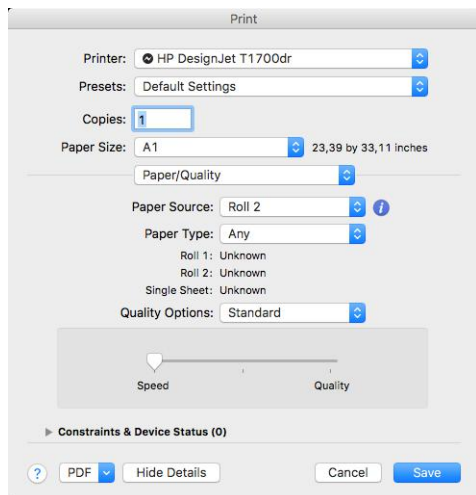 Print
Printer: HP DesignJet T1700dr
Presets: Default Settings
Copies: 1
Paper Size: A1 23,39 by 33,11 inches
Paper/Quality
Paper Source: Roll 2 i
Paper Type: Any
Roll 1: Unknown
Roll 2: Unknown
Single Sheet: Unknown
Quality Options: Standard
Speed Quality
Constraints & Device Status (0)
? PDF Hide Details Cancel Save